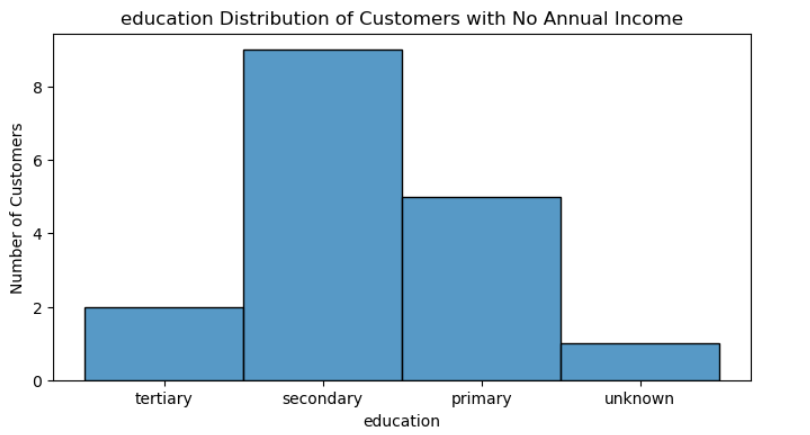 education Distribution of Customers with No Annual Income
Number of Customers
8
6
4
2
0
tertiary secondary primary unknown
education